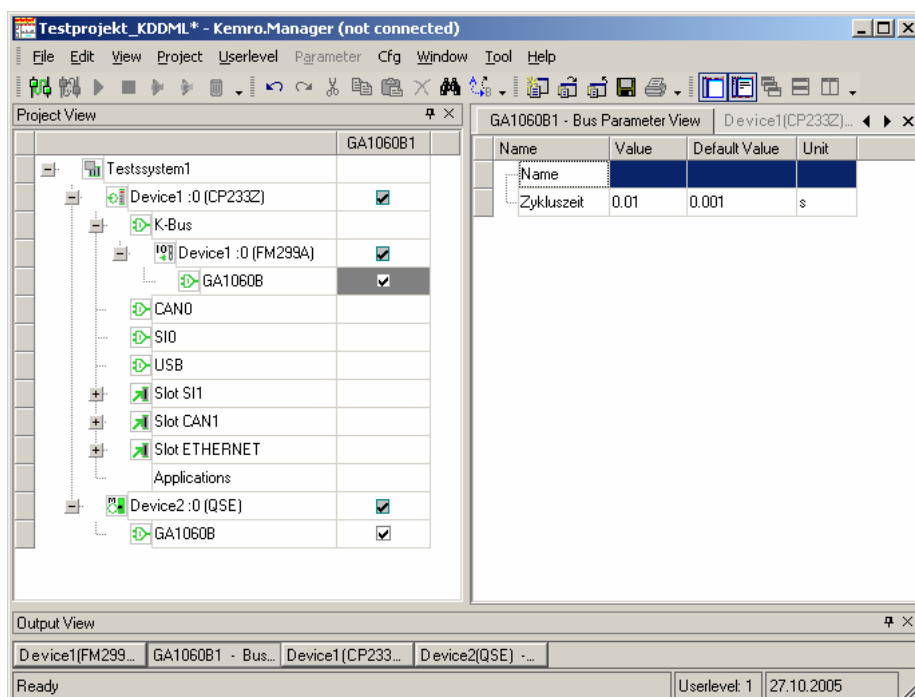 Testprojekt_KDDML* - Kemro.Manager (not connected)
File Edit View Project Userlevel Parameter Cfg Window Tool Help
Project View
GA1060B1
Testssystem1
Device1 :0 (CP233Z)
K-Bus
Device1 :0 (FM299A)
GA1060B
CAN0
SI0
USB
Slot SI1
Slot CAN1
Slot ETHERNET
Applications
Device2 :0 (QSE)
GA1060B
GA1060B1 - Bus Parameter View Device1(CP233Z)...
Name Value Default Value Unit
Name
Zykluszeit 0.01 0.001 s
Output View
Device1(FM299... GA1060B1 - Bus... Device1(CP233... Device2(QSE) -...
Ready Userlevel: 1 27.10.2005